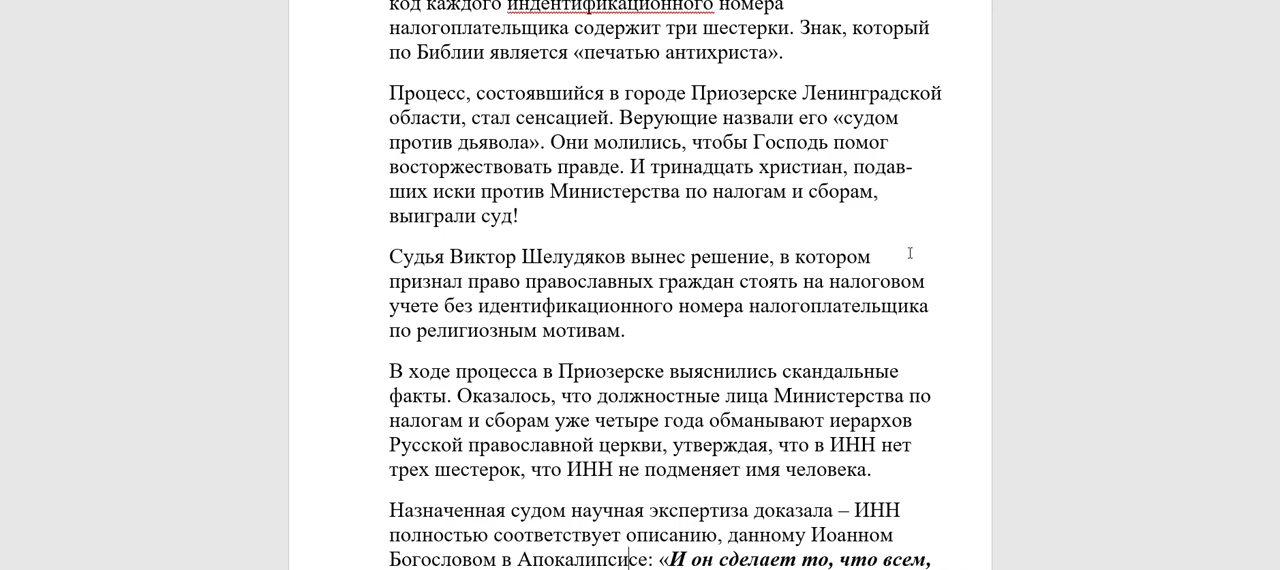 код каждого индентификационного номера
налогоплательщика содержит три шестерки. Знак, который
по Библии является «печатью антихриста».
Процесс, состоявшийся в городе Приозерске Ленинградской
области, стал сенсацией. Верующие назвали его «судом
против дьявола». Они молились, чтобы Господь помог
восторжествовать правде. И тринадцать христиан, подав-
ших иски против Министерства по налогам и сборам,
выиграли суд!
Судья Виктор Шелудяков вынес решение, в котором
признал право православных граждан стоять на налоговом
учете без идентификационного номера налогоплательщика
по религиозным мотивам.
В ходе процесса в Приозерске выяснились скандальные
факты. Оказалось, что должностные лица Министерства по
налогам и сборам уже четыре года обманывают иерархов
Русской православной церкви, утверждая, что в ИНН нет
трех шестерок, что ИНН не подменяет имя человека.
Назначенная судом научная экспертиза доказала – ИНН
полностью соответствует описанию, данному Иоанном
Богословом в Апокалипсисе: «И он сделает то, что всем,